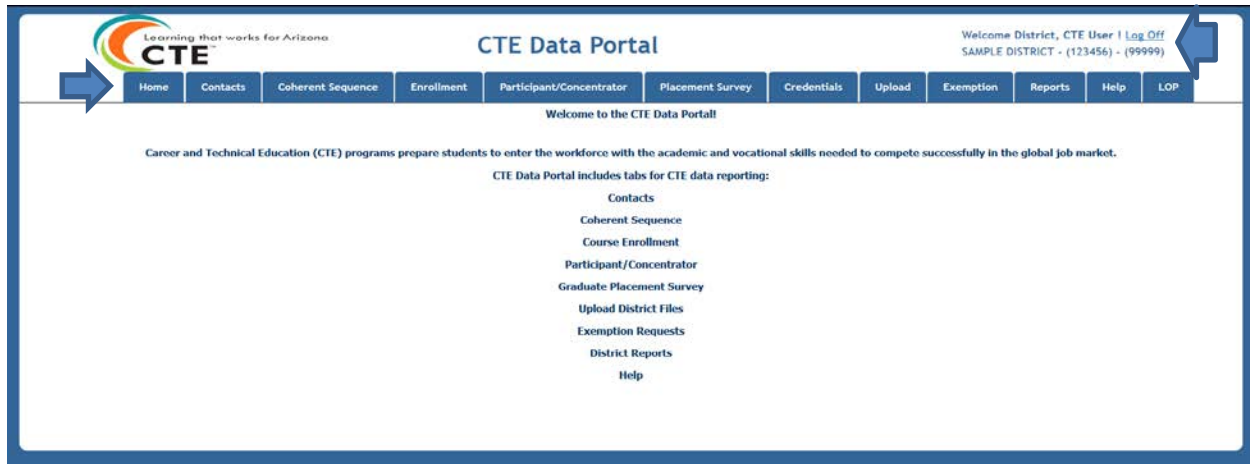 Learning that works for Arizona
CTE™
CTE Data Portal
Welcome District, CTE User ! Log Off
SAMPLE DISTRICT - (123456) - (99999)
Home Contacts Coherent Sequence Enrollment Participant/Concentrator Placement Survey Credentials Upload Exemption Reports Help LOP
Welcome to the CTE Data Portal!
Career and Technical Education (CTE) programs prepare students to enter the workforce with the academic and vocational skills needed to compete successfully in the global job market.
CTE Data Portal includes tabs for CTE data reporting:
Contacts
Coherent Sequence
Course Enrollment
Participant/Concentrator
Graduate Placement Survey
Upload District Files
Exemption Requests
District Reports
Help